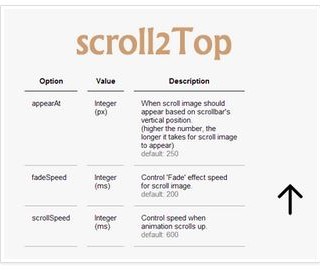 scroll2Top
Option Value Description
appearAt Integer When scroll image should
(px) appear based on scrollbar's
vertical position.
(higher the number, the
longer it takes for scroll image
to appear)
default: 250
fadeSpeed Integer Control 'Fade' effect speed
(ms) for scroll image.
default: 200
scrollSpeed Integer Control speed when
(ms) animation scrolls up.
default: 600